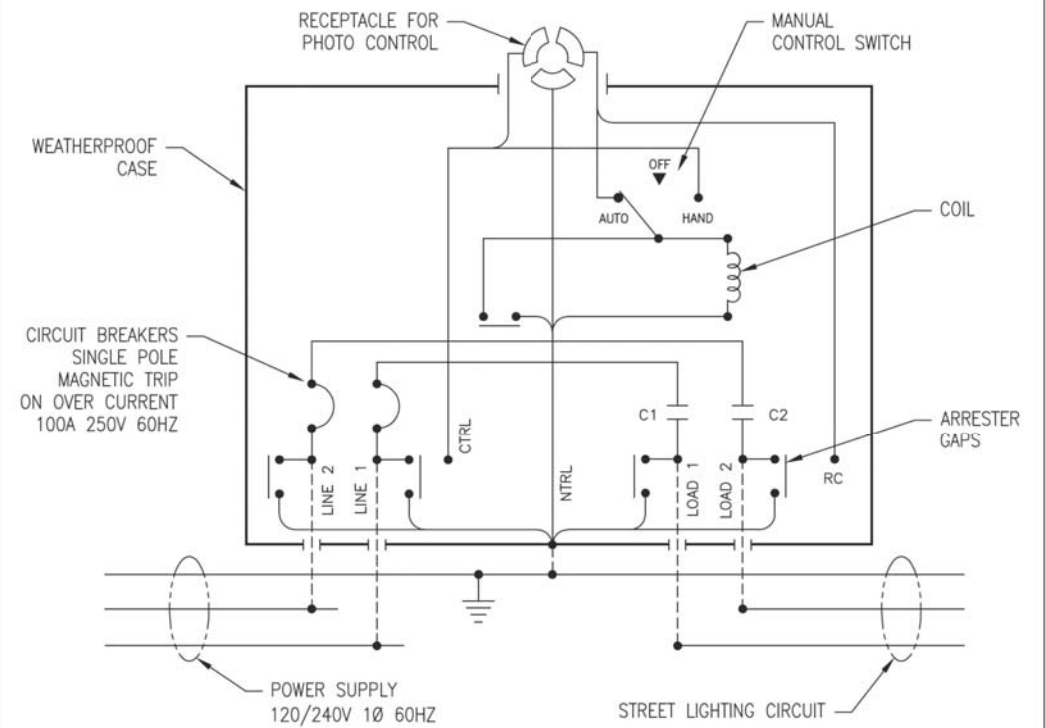 RECEPTACLE FOR
PHOTO CONTROL
MANUAL
CONTROL SWITCH
WEATHERPROOF
CASE
OFF
AUTO
HAND
COIL
CIRCUIT BREAKERS
SINGLE POLE
MAGNETIC TRIP
ON OVER CURRENT
100A 250V 60HZ
C1
C2
ARRESTER
GAPS
LINE 2
LINE 1
CTRL
NTRL
LOAD 1
LOAD 2
RC
POWER SUPPLY
120/240V 1Ø 60HZ
STREET LIGHTING CIRCUIT